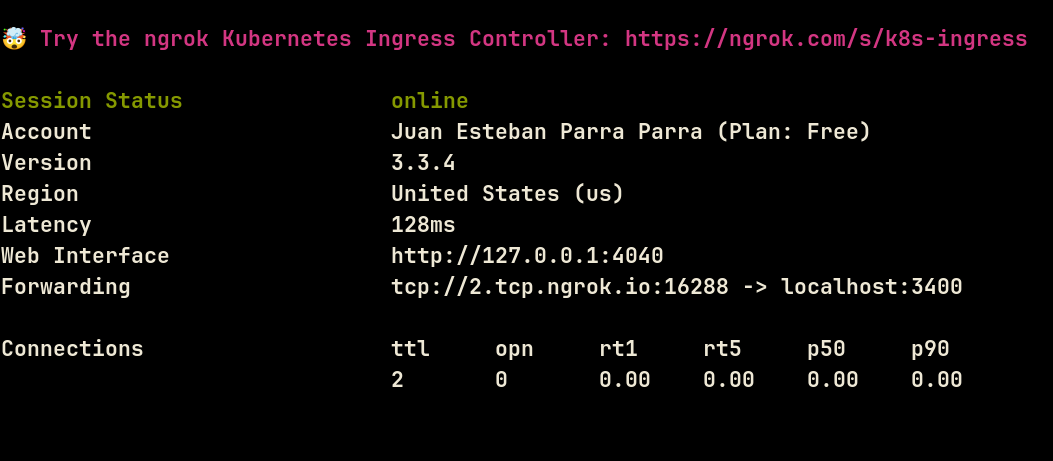 🤯 Try the ngrok Kubernetes Ingress Controller: https://ngrok.com/s/k8s-ingress
Session Status online
Account Juan Esteban Parra Parra (Plan: Free)
Version 3.3.4
Region United States (us)
Latency 128ms
Web Interface http://127.0.0.1:4040
Forwarding tcp://2.tcp.ngrok.io:16288 -> localhost:3400
Connections ttl opn rt1 rt5 p50 p90
2 0 0.00 0.00 0.00 0.00